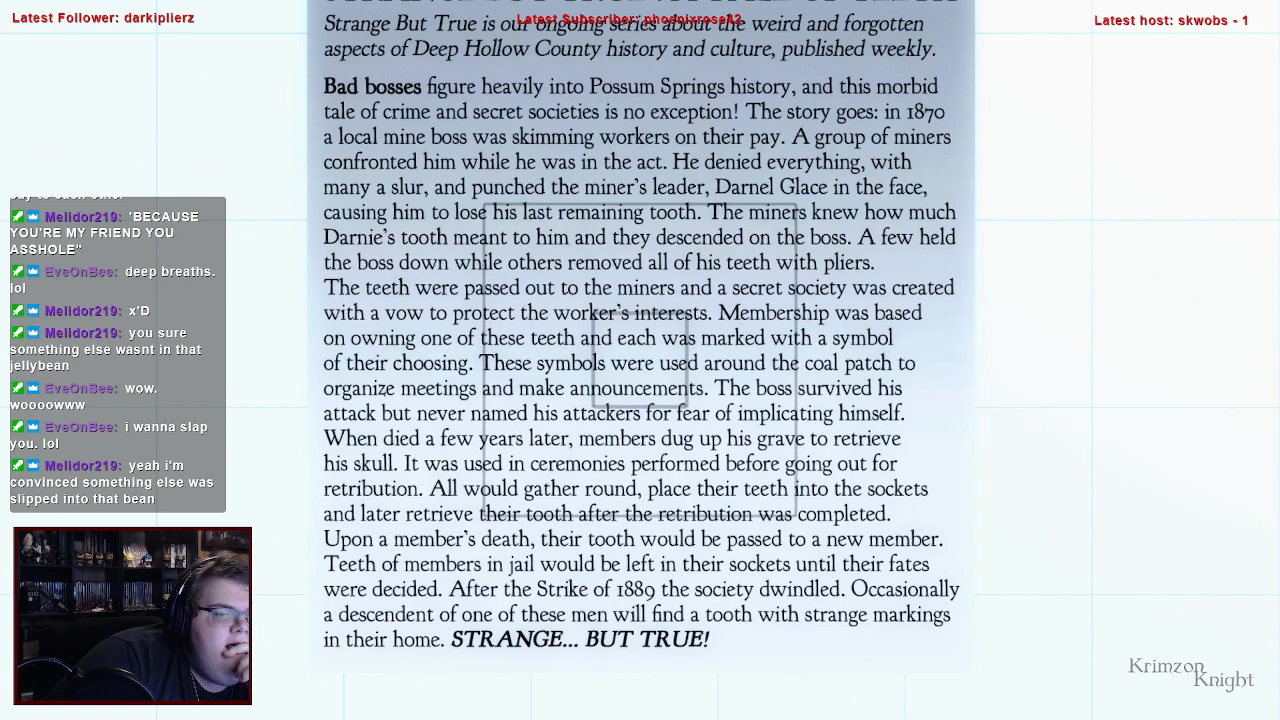 Latest Follower: darkiplierz
Latest Subscriber: phoenixrose42
Latest host: skwobs - 1
Strange But True is our ongoing series about the weird and forgotten
aspects of Deep Hollow County history and culture, published weekly.
Bad bosses figure heavily into Possum Springs history, and this morbid
tale of crime and secret societies is no exception! The story goes: in 1870
a local mine boss was skimming workers on their pay. A group of miners
confronted him while he was in the act. He denied everything, with
many a slur, and punched the miner's leader, Darnel Glace in the face,
causing him to lose his last remaining tooth. The miners knew how much
Darnie's tooth meant to him and they descended on the boss. A few held
the boss down while others removed all of his teeth with pliers.
The teeth were passed out to the miners and a secret society was created
with a vow to protect the worker's interests. Membership was based
on owning one of these teeth and each was marked with a symbol
of their choosing. These symbols were used around the coal patch to
organize meetings and make announcements. The boss survived his
attack but never named his attackers for fear of implicating himself.
When died a few years later, members dug up his grave to retrieve
his skull. It was used in ceremonies performed before going out for
retribution. All would gather round, place their teeth into the sockets
and later retrieve their tooth after the retribution was completed.
Upon a member's death, their tooth would be passed to a new member.
Teeth of members in jail would be left in their sockets until their fates
were decided. After the Strike of 1889 the society dwindled. Occasionally
a descendent of one of these men will find a tooth with strange markings
in their home. STRANGE... BUT TRUE!
Melidor219: 'BECAUSE
YOU'RE MY FRIEND YOU
ASSHOLE"
EveOnBee: deep breaths.
lol
Melidor219: x'D
Melidor219: you sure
something else wasnt in that
jellybean
EveOnBee: wow.
woooowww
EveOnBee: i wanna slap
you. lol
Melidor219: yeah i'm
convinced something else was
slipped into that bean
Krimzon
Knight